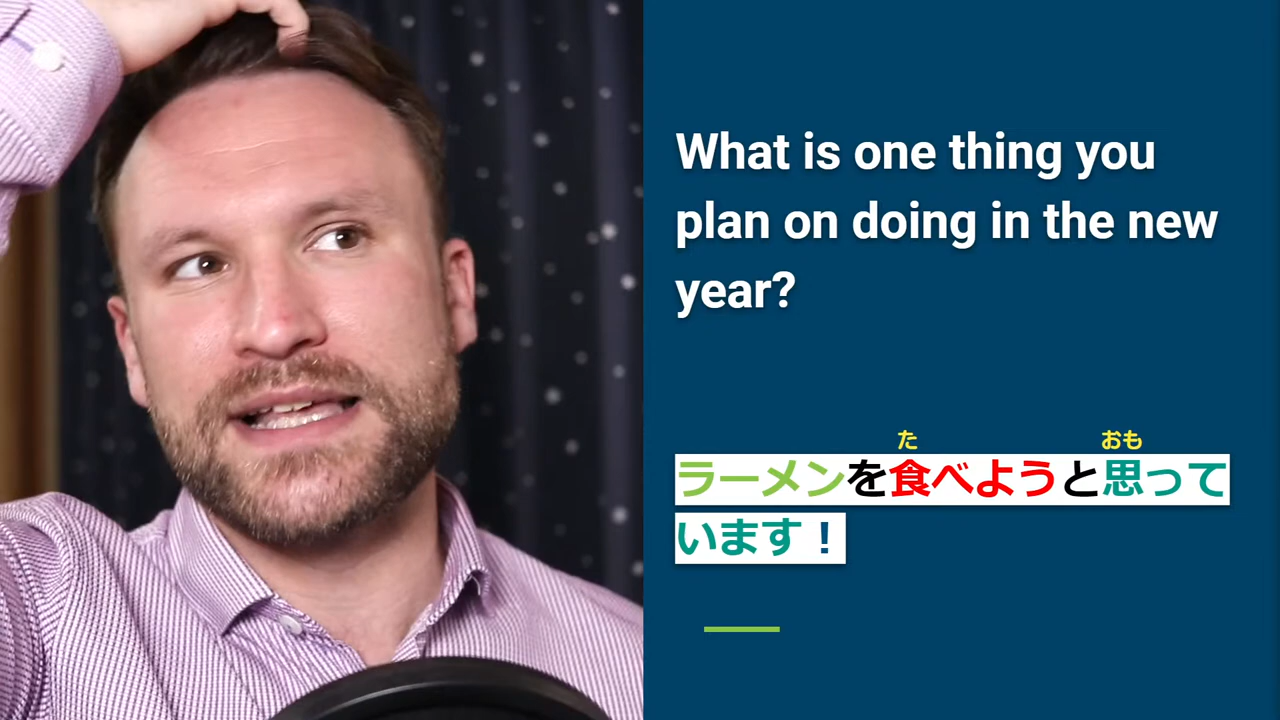 What is one thing you
plan on doing in the new
year?
た おも
ラーメンを食べようと思って
います！